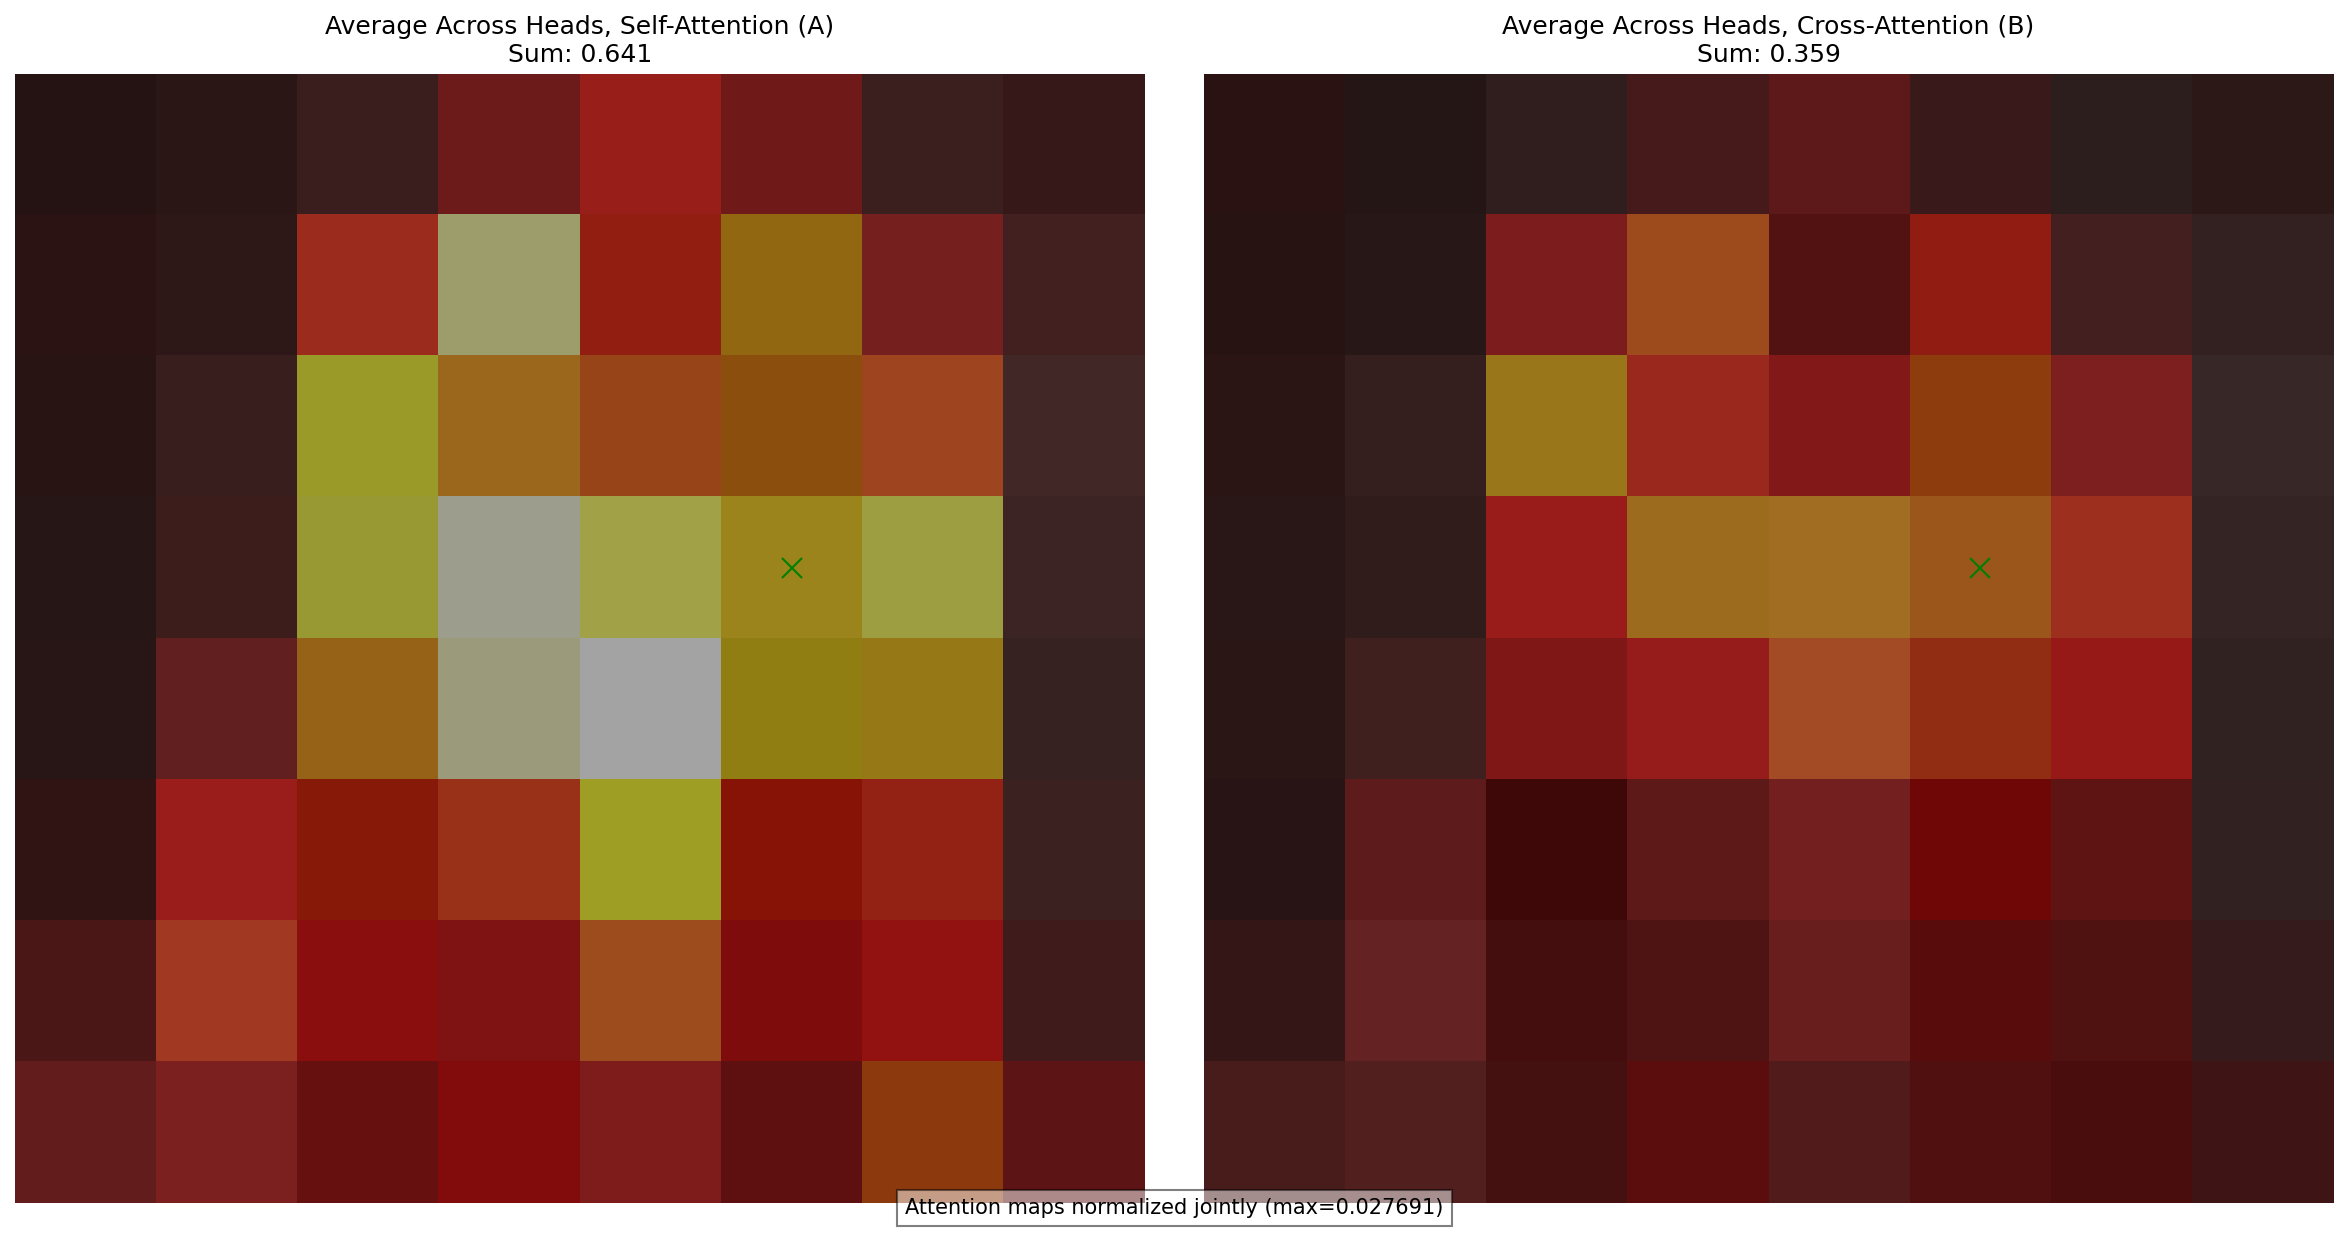 Average Across Heads, Self-Attention (A)
Sum: 0.641
Average Across Heads, Cross-Attention (B)
Sum: 0.359
Attention maps normalized jointly (max=0.027691)